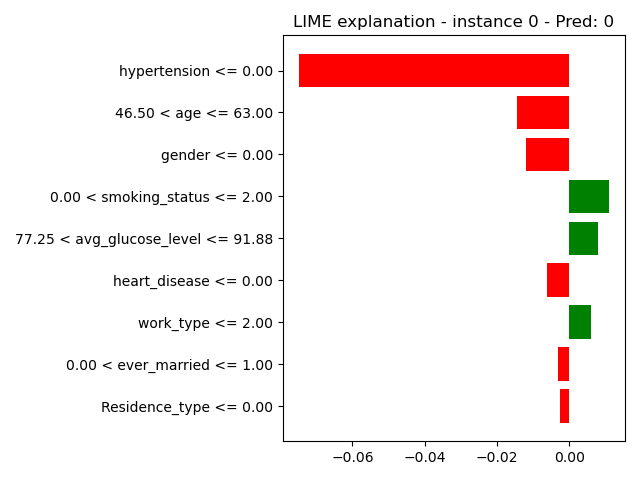 LIME explanation - instance 0 - Pred: 0
hypertension <= 0.00
46.50 < age <= 63.00
gender <= 0.00
0.00 < smoking_status <= 2.00
77.25 < avg_glucose_level <= 91.88
heart_disease <= 0.00
work_type <= 2.00
0.00 < ever_married <= 1.00
Residence_type <= 0.00
−0.06 −0.04 −0.02 0.00